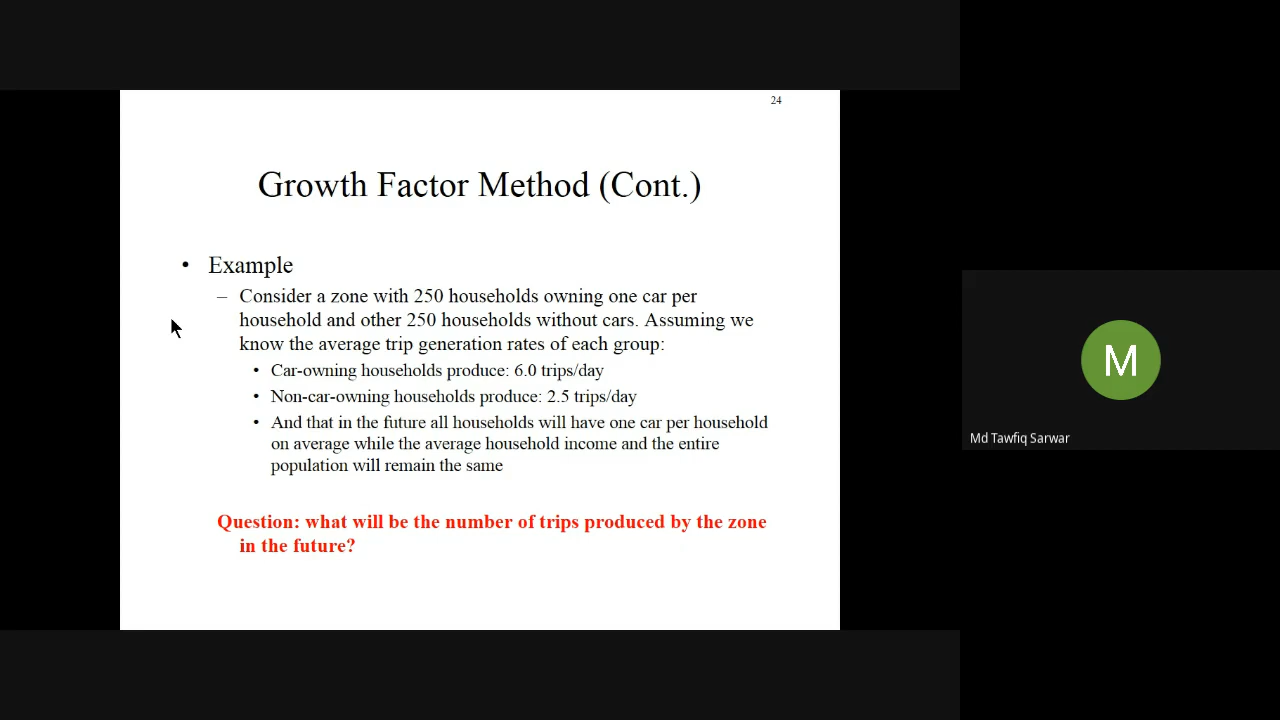 24
Growth Factor Method (Cont.)
• Example
– Consider a zone with 250 households owning one car per
household and other 250 households without cars. Assuming we
know the average trip generation rates of each group:
• Car-owning households produce: 6.0 trips/day
• Non-car-owning households produce: 2.5 trips/day
• And that in the future all households will have one car per household
on average while the average household income and the entire
population will remain the same
Question: what will be the number of trips produced by the zone
in the future?
M
Md Tawfiq Sarwar